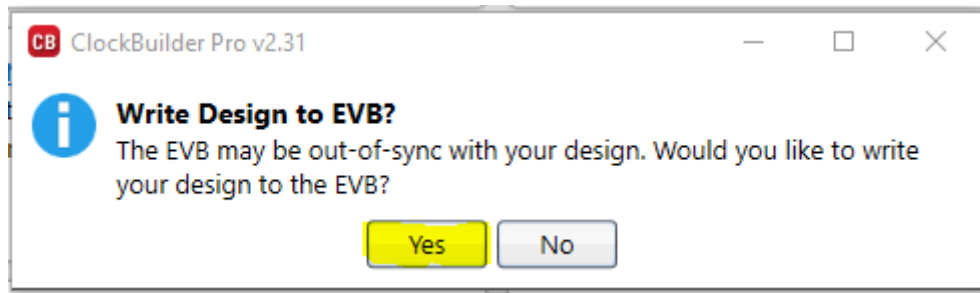 CB ClockBuilder Pro v2.31
Write Design to EVB?
The EVB may be out-of-sync with your design. Would you like to write
your design to the EVB?
Yes No